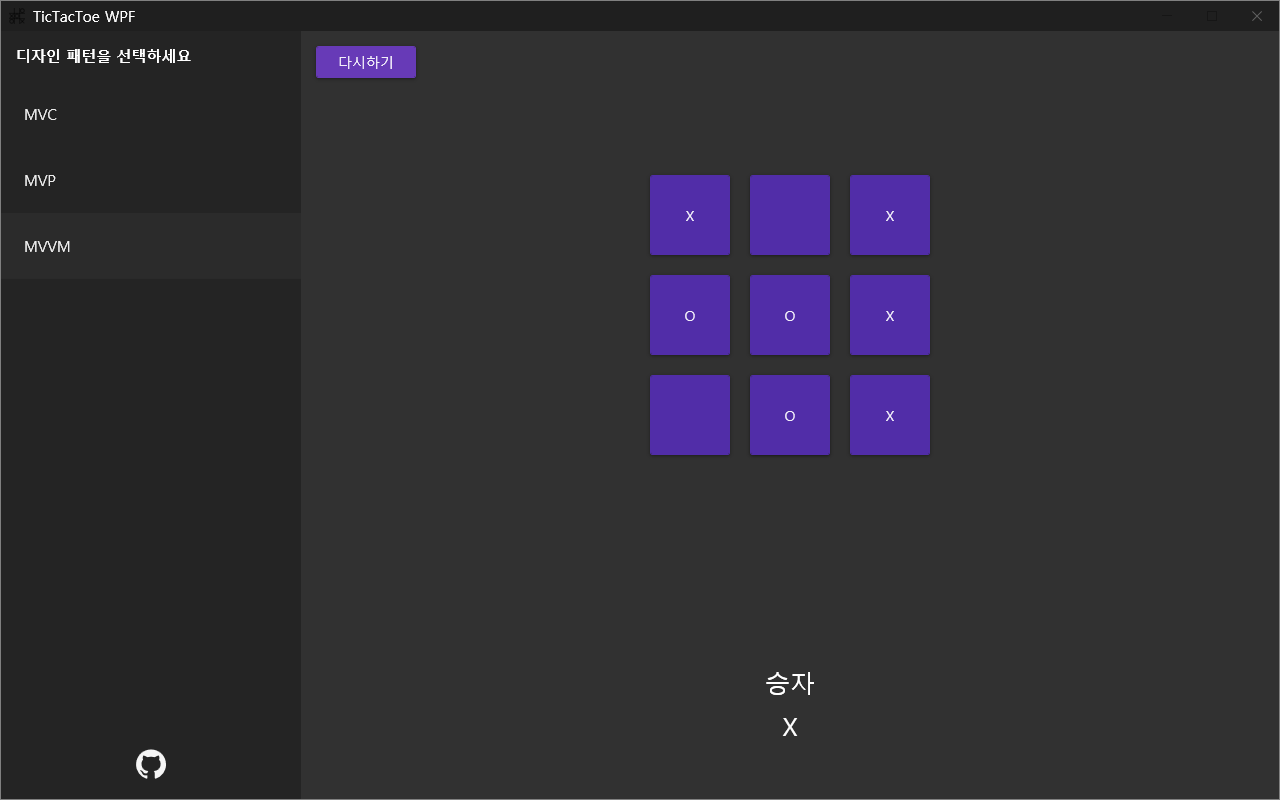 TicTacToe WPF
디자인 패턴을 선택하세요
MVC
MVP
MVVM
다시하기
X X
O O X
O X
승자
X